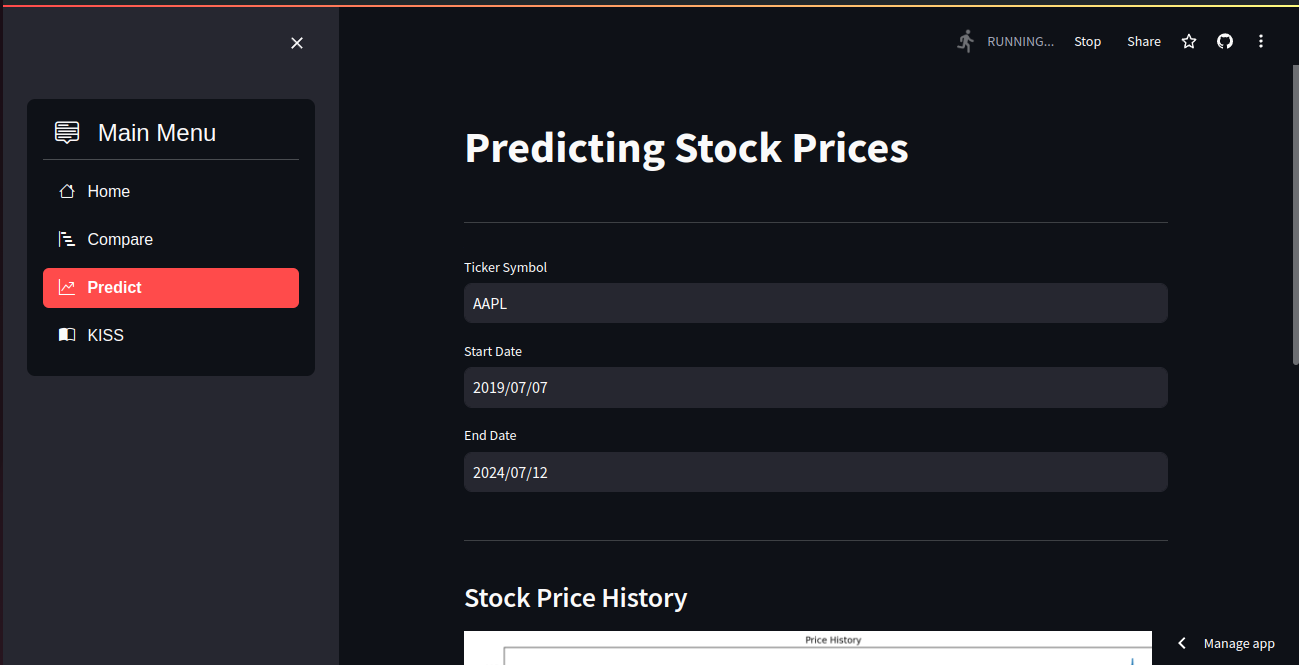 RUNNING...
Stop
Share
Main Menu
Home
Compare
Predict
KISS
Predicting Stock Prices
Ticker Symbol
AAPL
Start Date
2019/07/07
End Date
2024/07/12
Stock Price History
Price History
Manage app